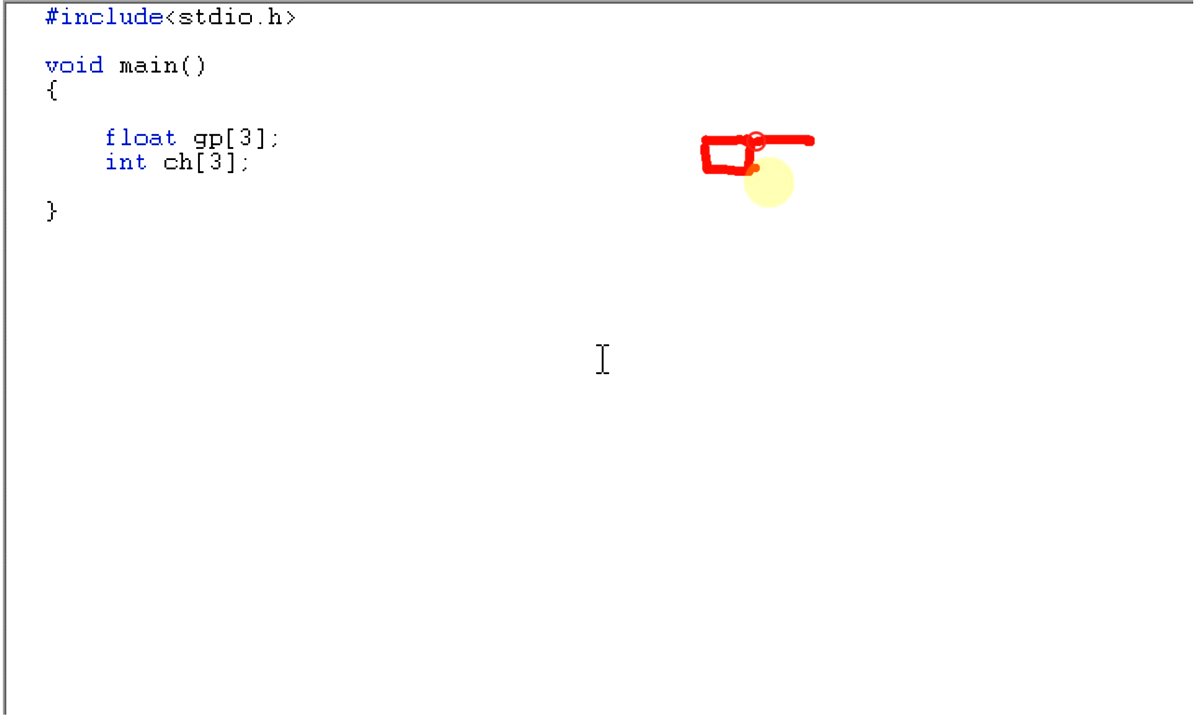 #include<stdio.h>
void main()
{
float gp[3];
int ch[3];
}